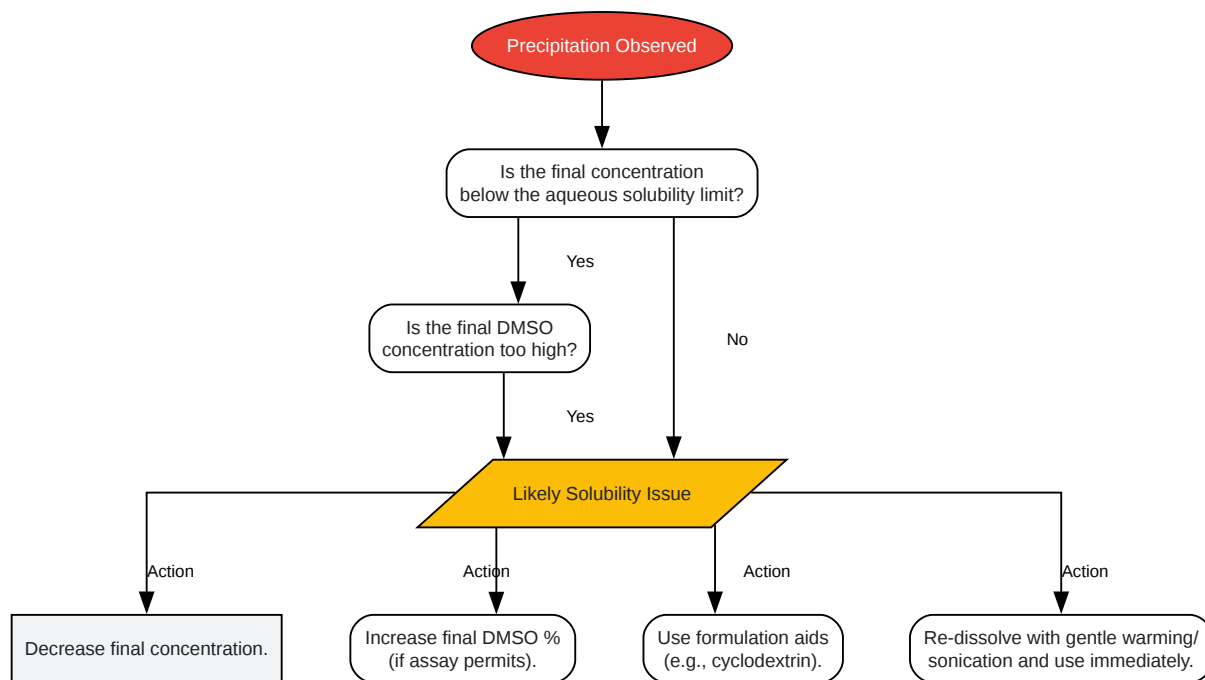 Precipitation Observed
Is the final concentration
below the aqueous solubility limit?
Yes
Is the final DMSO
concentration too high?
No
Yes
Likely Solubility Issue
Action
Action
Action
Action
Decrease final concentration.
Increase final DMSO %
(if assay permits).
Use formulation aids
(e.g., cyclodextrin).
Re-dissolve with gentle warming/
sonication and use immediately.